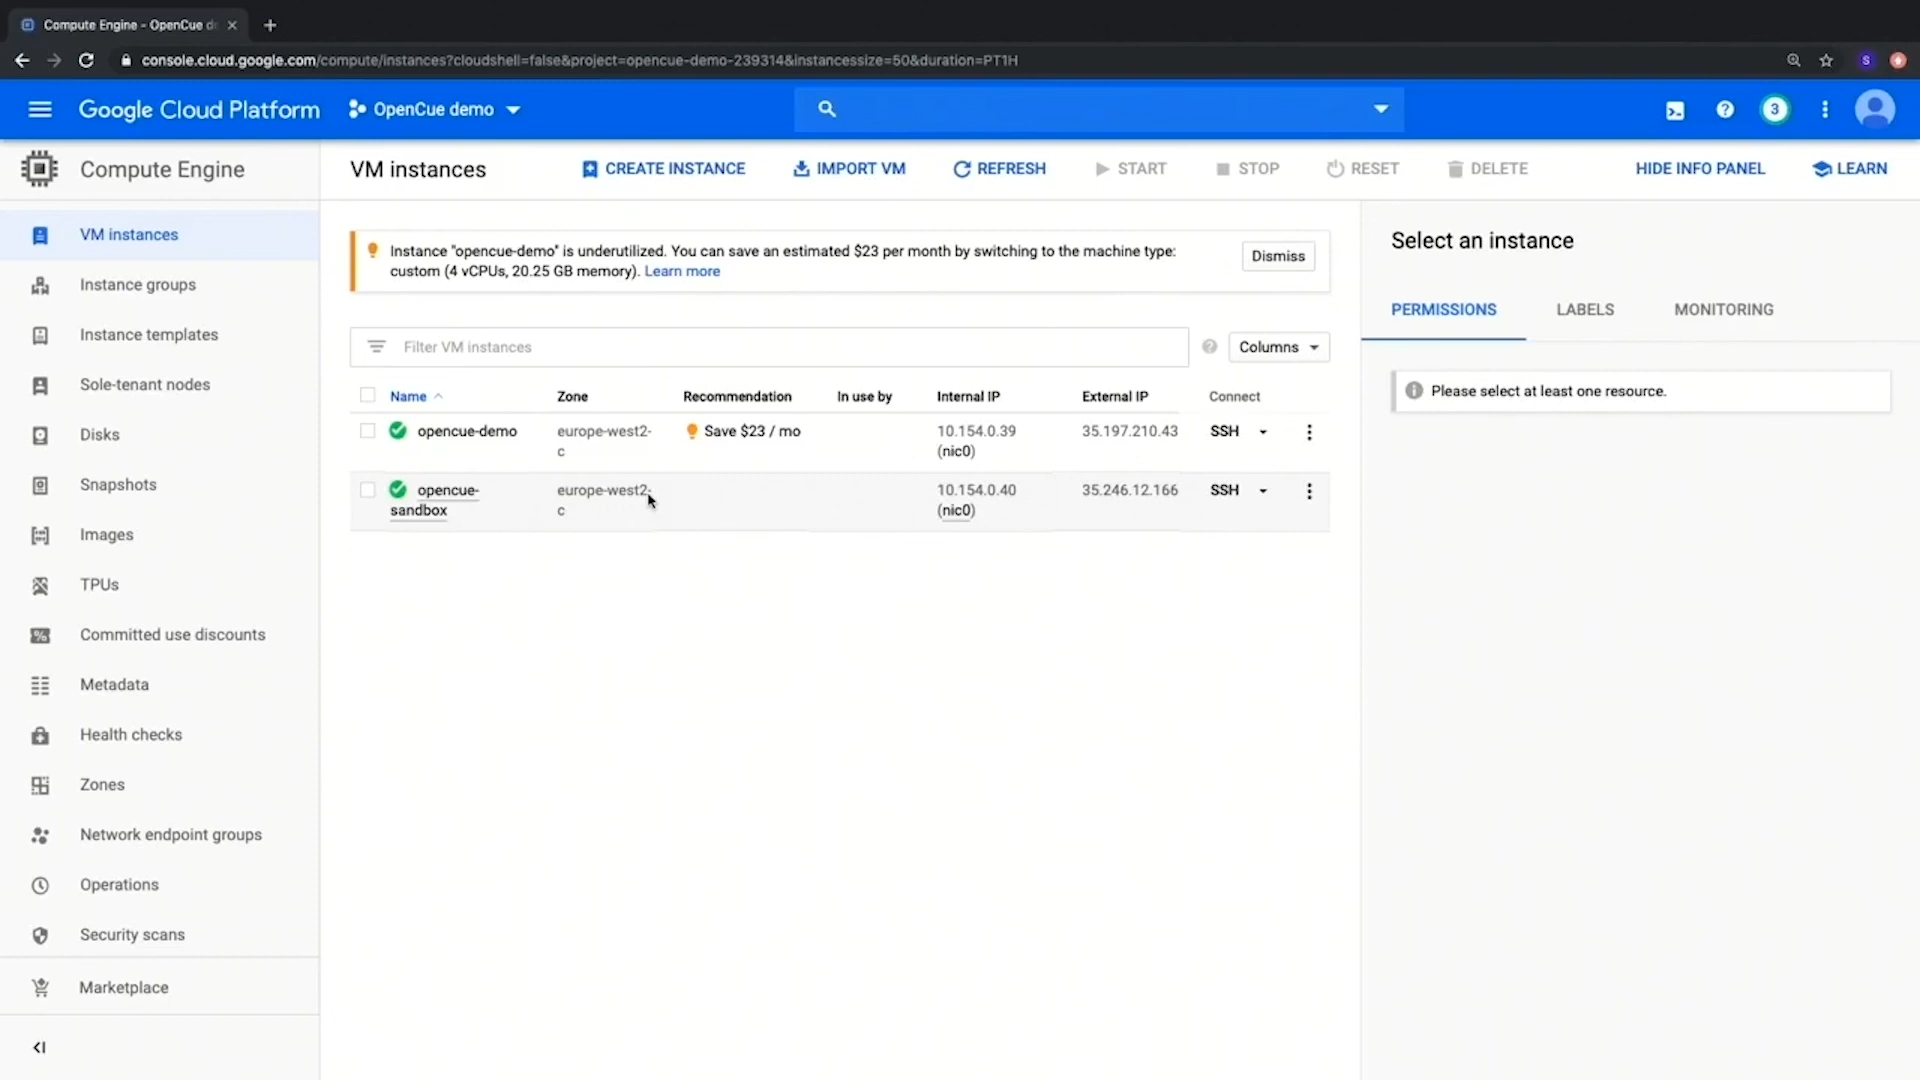 Compute Engine - OpenCue d
console.cloud.google.com/compute/instances?cloudshell=false&project=opencue-demo-239314&instancessize=50&duration=PT1H
S
Google Cloud Platform
OpenCue demo
3
Compute Engine
VM instances
CREATE INSTANCE
IMPORT VM
REFRESH
START
STOP
RESET
DELETE
HIDE INFO PANEL
LEARN
VM instances
Instance groups
Instance templates
Sole-tenant nodes
Disks
Snapshots
Images
TPUs
Committed use discounts
Metadata
Health checks
Zones
Network endpoint groups
Operations
Security scans
Marketplace
Instance "opencue-demo" is underutilized. You can save an estimated $23 per month by switching to the machine type:
custom (4 vCPUs, 20.25 GB memory). Learn more
Dismiss
Filter VM instances
Columns
Name Zone Recommendation In use by Internal IP External IP Connect
opencue-demo europe-west2- Save $23 / mo 10.154.0.39 35.197.210.43 SSH
c (nic0)
opencue- europe-west2- 10.154.0.40 35.246.12.166 SSH
sandbox c (nic0)
Select an instance
PERMISSIONS LABELS MONITORING
Please select at least one resource.